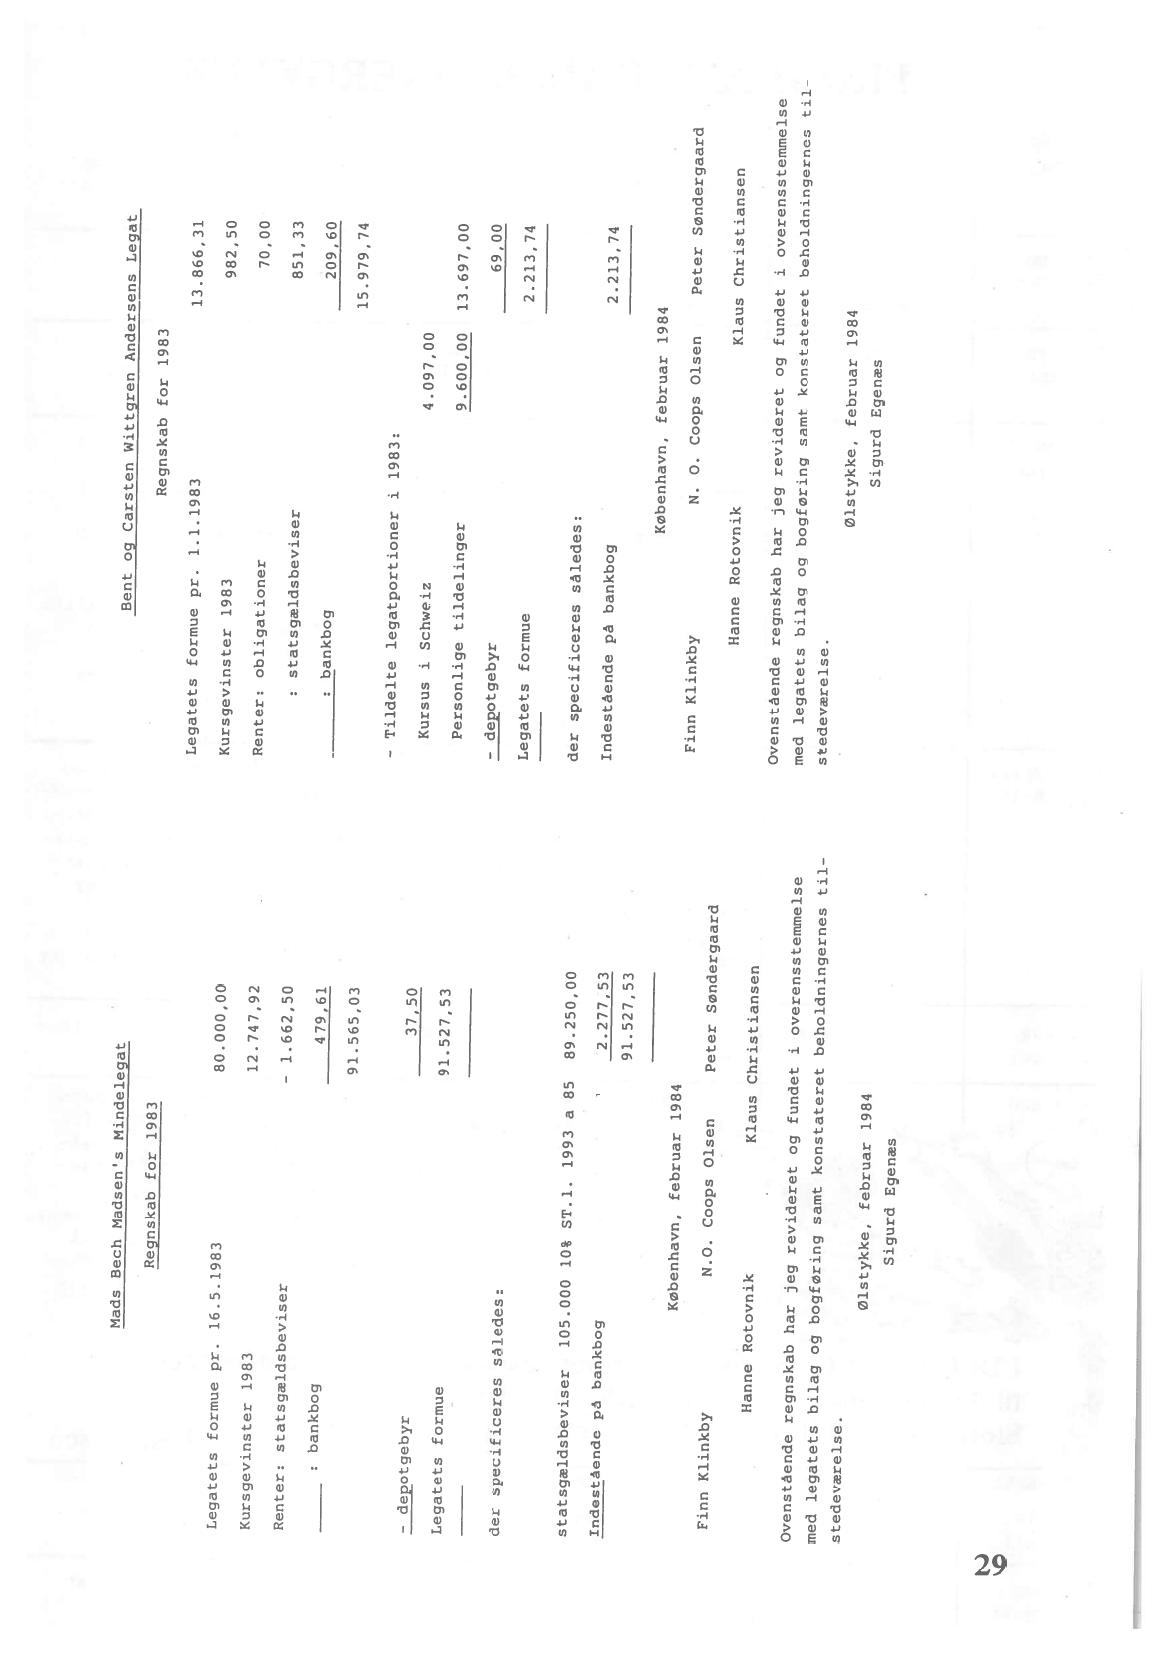 Mads Bech Madsen's Mindelegat
Regnskab for 1983
Legatets formue pr. 16.5.1983 80.000,00
Kursgevinster 1983 12.747,92
Renter: statsgældsbeviser - 1.662,50
: bankbog 479,61
91.565,03
- depotgebyr 37,50
Legatets formue 91.527,53
der specificeres således:
statsgældsbeviser 105.000 10% ST.l. 1993 a 85 89.250,00
Indestående på bankbog 2.277,53
91.527,53
København, februar 1984
Finn Klinkby N.O. Coops Olsen Peter Søndergaard
Hanne Rotovnik Klaus Christiansen
Ovenstående regnskab har jeg revideret og fundet i overensstemmelse
med legatets bilag og bogføring samt konstateret beholdningernes til-
stedeværelse.
Ølstykke, februar 1984
Sigurd Egenæs
Bent og Carsten Wittgren Andersens Legat
Regnskab for 1983
Legatets formue pr. 1.1.1983 13.866,31
Kursgevinster 1983 982,50
Renter: obligationer 70,00
: statsgældsbeviser 851,33
: bankbog 209,60
15.979,74
- Tildelte legatportioner i 1983:
Kursus i Schweiz 4.097,00
Personlige tildelinger 9.600,00 13.697,00
- depotgebyr 69,00
Legatets formue 2.213,74
der specificeres således:
Indestående på bankbog 2.213,74
København, februar 1984
Finn Klinkby N. O. Coops Olsen Peter Søndergaard
Hanne Rotovnik Klaus Christiansen
Ovenstående regnskab har jeg revideret og fundet i overensstemmelse
med legatets bilag og bogføring samt konstateret beholdningernes til-
stedeværelse.
Ølstykke, februar 1984
Sigurd Egenæs
29